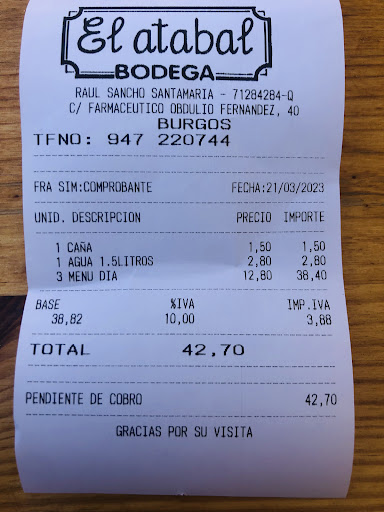 El atabal
BODEGA
RAUL SANCHO SANTAMARIA - 71284284-Q
C/ FARMACEUTICO OBDULIO FERNANDEZ, 40
BURGOS
TFNO: 947 220744
FRA SIM:COMPROBANTE FECHA:21/03/2023
UNID. DESCRIPCION PRECIO IMPORTE
1 CAÑA 1,50 1,50
1 AGUA 1.5LITROS 2,80 2,80
3 MENU DIA 12,80 38,40
BASE %IVA IMP.IVA
38,82 10,00 3,88
TOTAL 42,70
PENDIENTE DE COBRO 42,70
GRACIAS POR SU VISITA